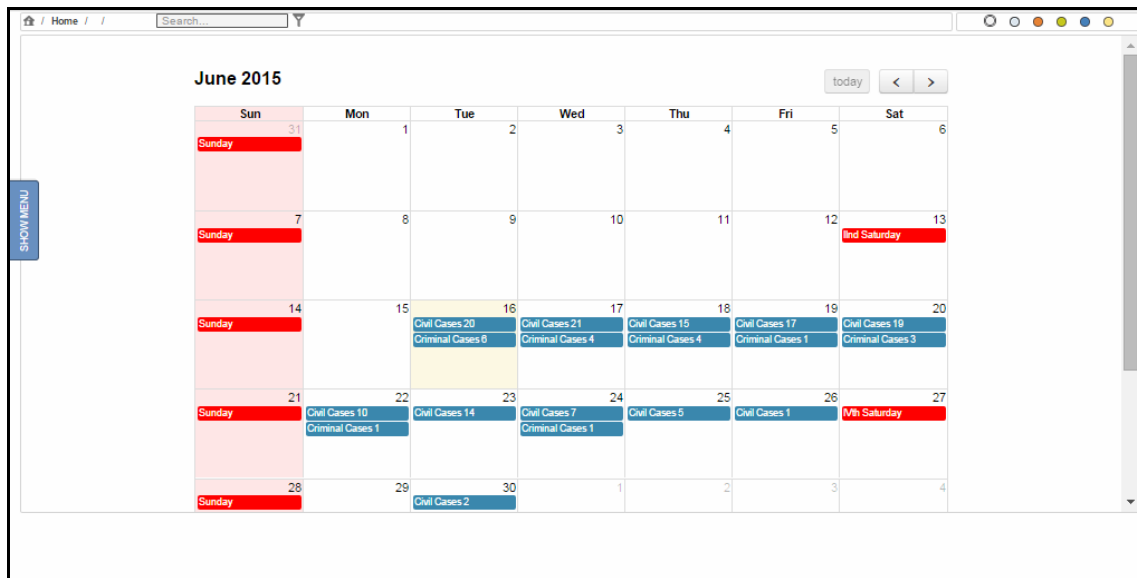 / Home / /
Search...
June 2015
today < >
Sun Mon Tue Wed Thu Fri Sat
31 1 2 3 4 5 6
Sunday
SHOW MENU
7 8 9 10 11 12 13
Sunday IInd Saturday
14 15 16 17 18 19 20
Sunday Civil Cases 20 Civil Cases 21 Civil Cases 15 Civil Cases 17 Civil Cases 19
Criminal Cases 6 Criminal Cases 4 Criminal Cases 4 Criminal Cases 1 Criminal Cases 3
21 22 23 24 25 26 27
Sunday Civil Cases 10 Civil Cases 14 Civil Cases 7 Civil Cases 5 Civil Cases 1 IVth Saturday
Criminal Cases 1 Criminal Cases 1
28 29 30 1 2 3 4
Sunday Civil Cases 2